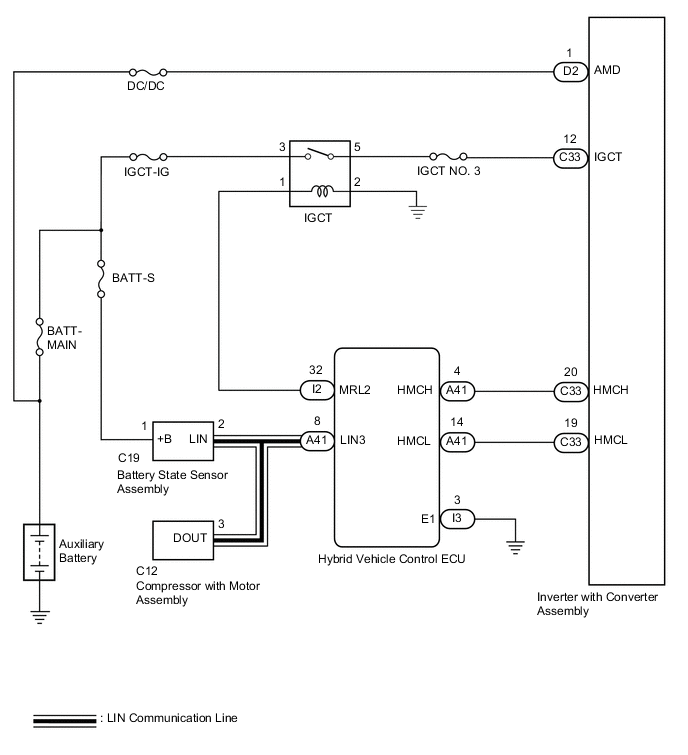 1
D2 AMD
DC/DC
12
3 5
C33 IGCT
IGCT-IG
IGCT NO. 3
1 2
IGCT
BATT-S
BATT-
MAIN
32 4 20
I2 MRL2 HMCH A41 C33 HMCH
1 2 8 14 19
+B LIN A41 LIN3 HMCL A41 C33 HMCL
C19
Battery State Sensor
Assembly
3
E1 I3
3
DOUT
Auxiliary
Battery
Hybrid Vehicle Control ECU
C12
Compressor with Motor
Assembly
Inverter with Converter
Assembly
: LIN Communication Line